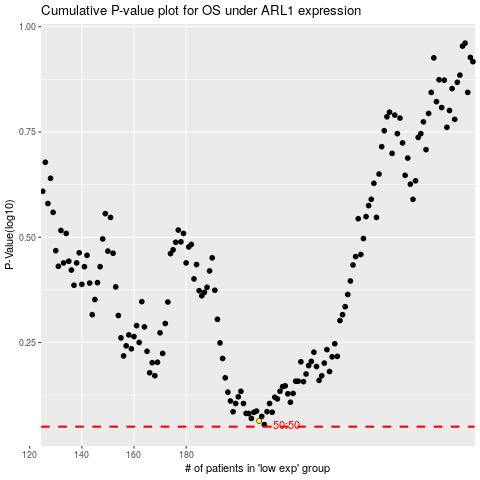 Cumulative P-value plot for OS under ARL1 expression
1.00
0.75
0.50
0.25
P-Value(log10)
50:50
120 140 160 180
# of patients in 'low exp' group